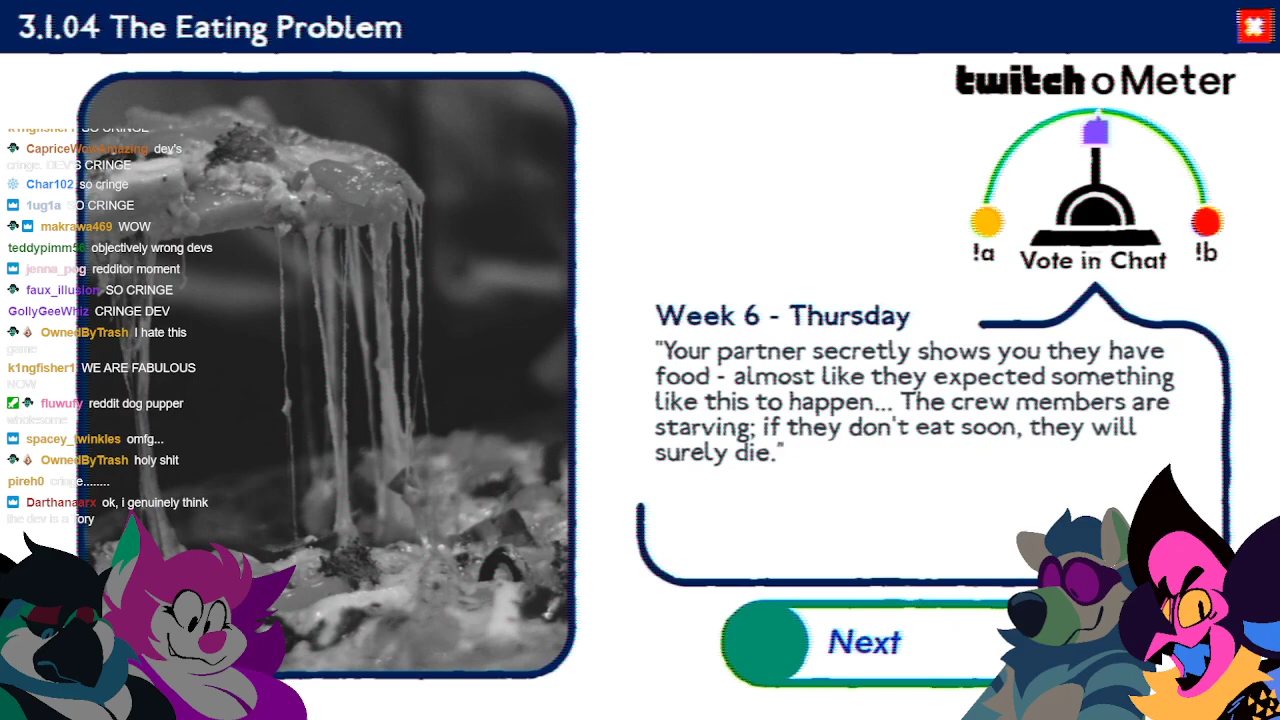 3.1.04 The Eating Problem
twitch o Meter
!a Vote in Chat !b
Week 6 - Thursday
"Your partner secretly shows you they have
food - almost like they expected something
like this to happen... The crew members are
starving; if they don't eat soon, they will
surely die."
Next
k1ngfisher1: SO CRINGE
CapriceWowAmazing dev's
cringe, DEV'S CRINGE
Char102 so cringe
1ug1a SO CRINGE
makrawa469 WOW
objectively wrong devs
jenna_pog redditor moment
faux_illusion SO CRINGE
GollyGeeWhiz CRINGE DEV
OwnedByTrash I hate this
game
k1ngfisher1: WE ARE FABULOUS
NOW
fluwufy reddit dog pupper
wholesome
spacey_twinkles omfg...
OwnedByTrash holy shit
pireh0 cringe........
Darthanaarx ok, i genuinely think
the dev is a tory